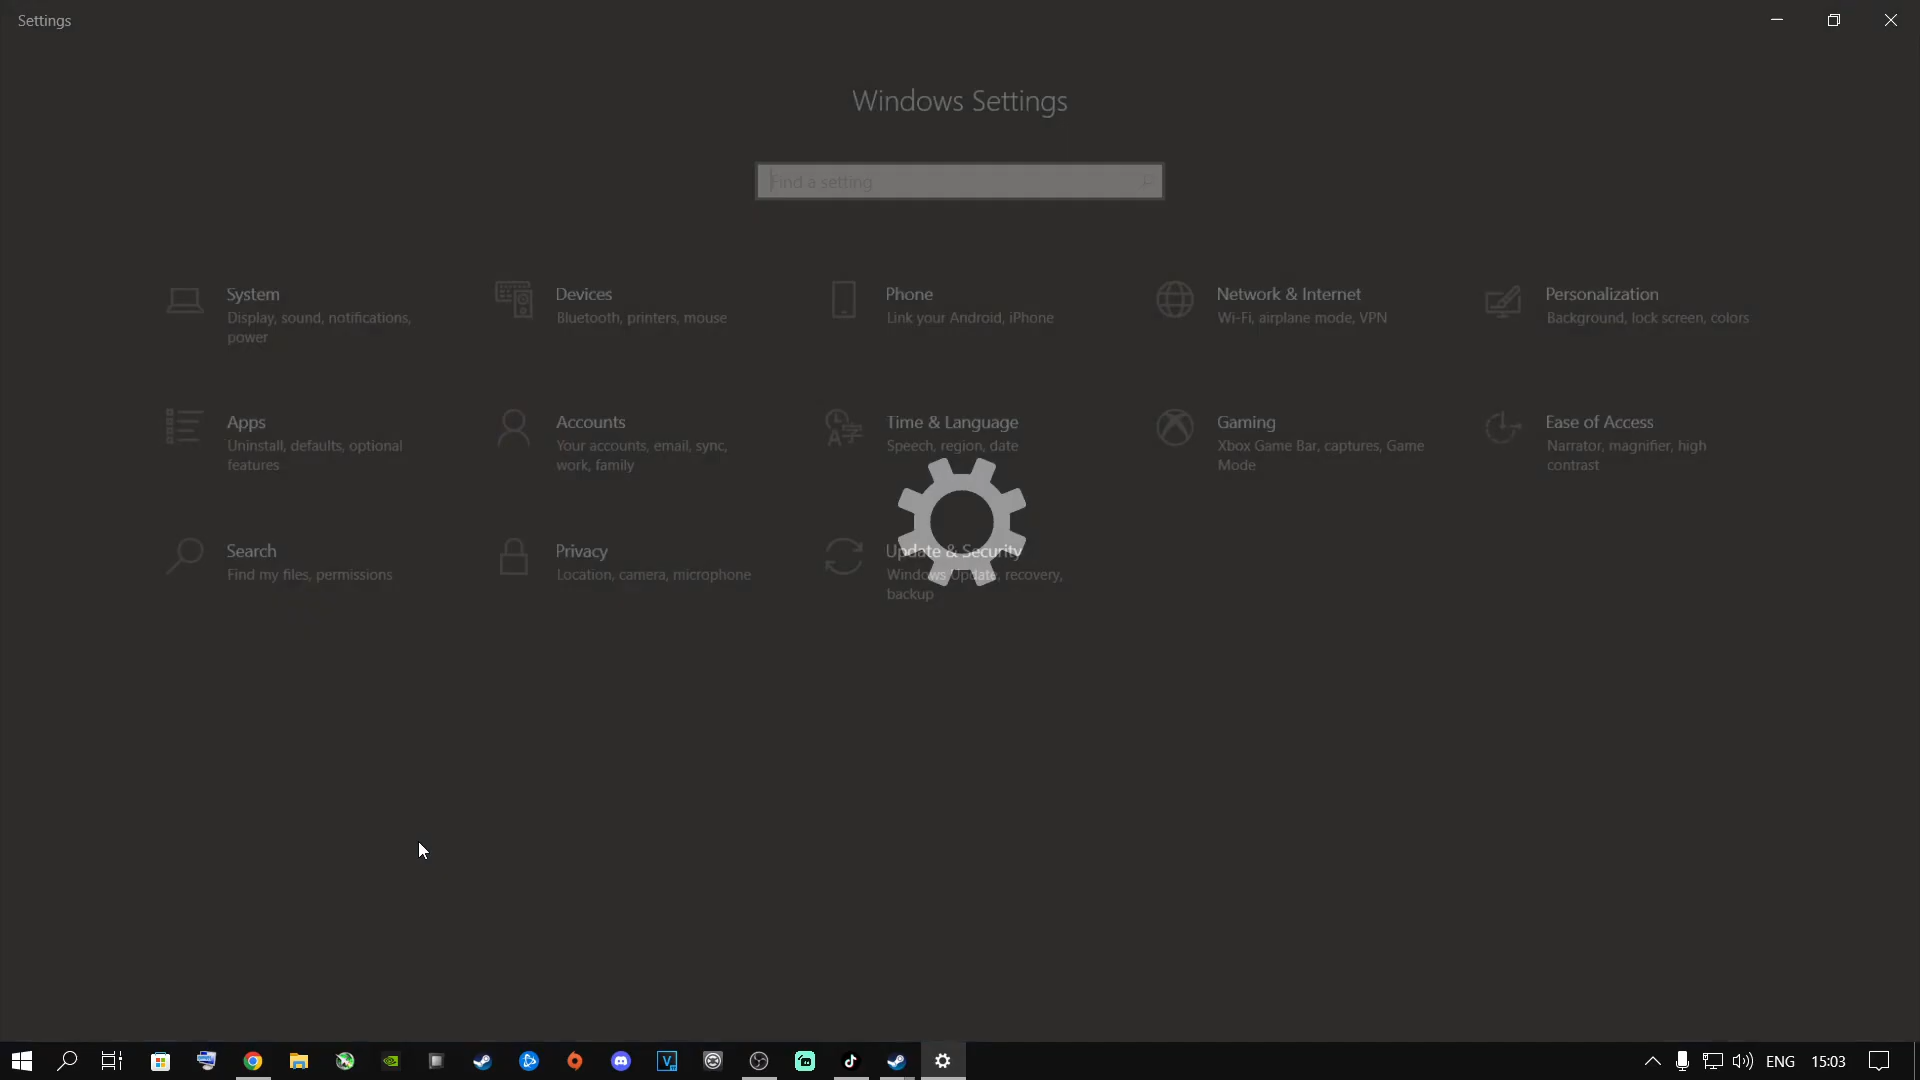 Settings
Windows Settings
Find a setting
System
Display, sound, notifications,
power
Devices
Bluetooth, printers, mouse
Phone
Link your Android, iPhone
Network & Internet
Wi-Fi, airplane mode, VPN
Personalization
Background, lock screen, colors
Apps
Uninstall, defaults, optional
features
Accounts
Your accounts, email, sync,
work, family
Time & Language
Speech, region, date
Gaming
Xbox Game Bar, captures, Game
Mode
Ease of Access
Narrator, magnifier, high
contrast
Search
Find my files, permissions
Privacy
Location, camera, microphone
Update & Security
Windows Update, recovery,
backup
ENG
15:03